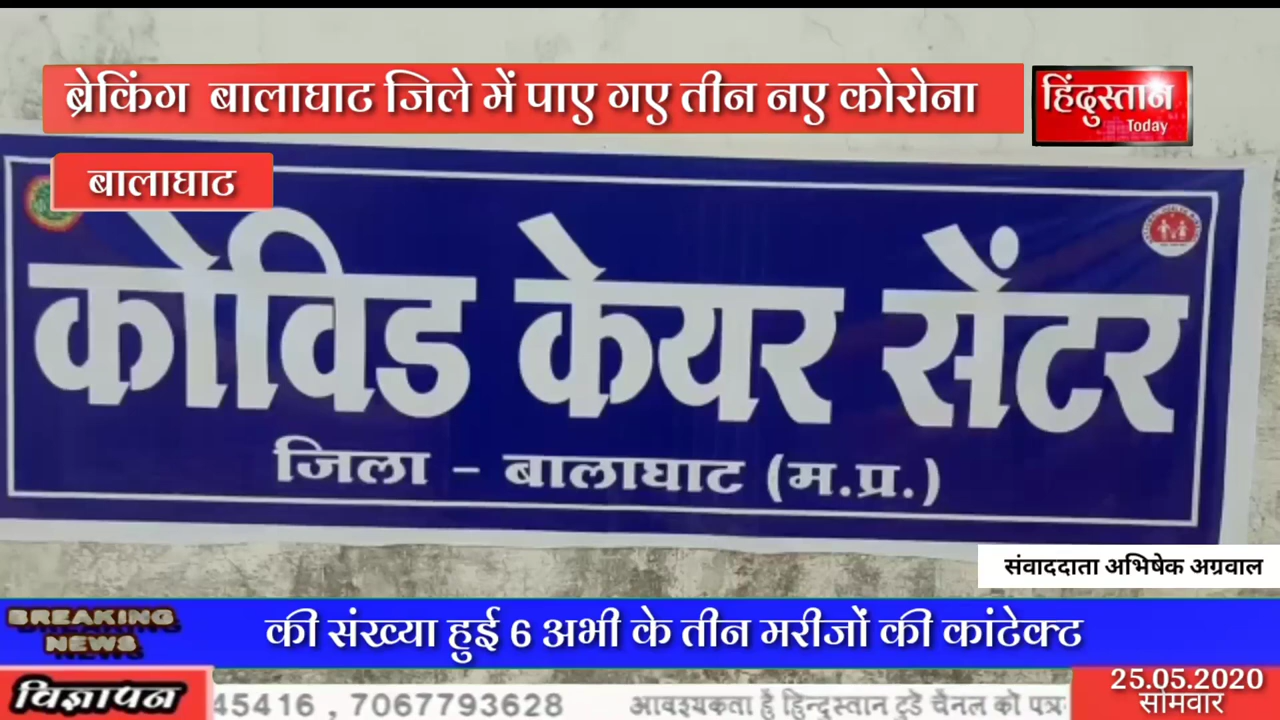 ब्रेकिंग बालाघाट जिले में पाए गए तीन नए कोरोना
हिंदुस्तान
Today
बालाघाट
कोविड केयर सेंटर
जिला - बालाघाट (म.प्र.)
संवाददाता अभिषेक अग्रवाल
BREAKING
NEWS
की संख्या हुई 6 अभी के तीन मरीजों की कांटेक्ट
विज्ञापन
45416 , 7067793628 आवश्यकता है हिन्दुस्तान टुडे चैनल को पत्र
25.05.2020
सोमवार